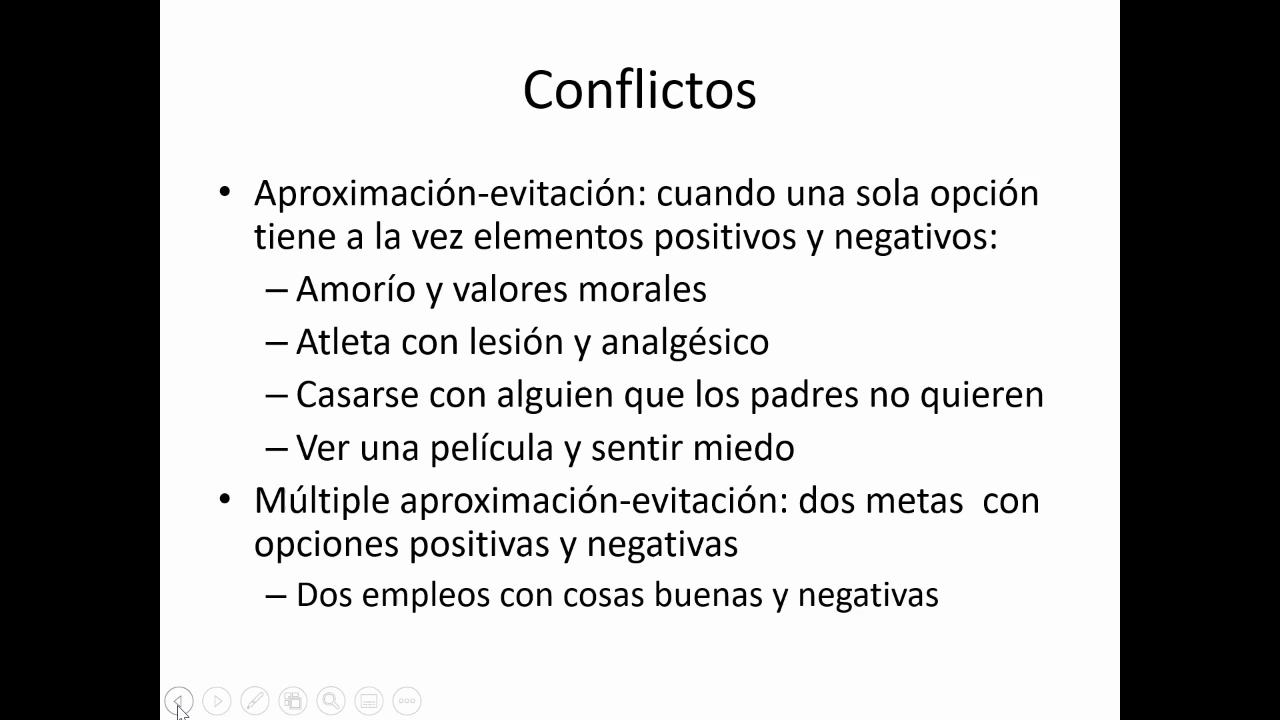 Conflictos
• Aproximación-evitación: cuando una sola opción
tiene a la vez elementos positivos y negativos:
– Amorío y valores morales
– Atleta con lesión y analgésico
– Casarse con alguien que los padres no quieren
– Ver una película y sentir miedo
• Múltiple aproximación-evitación: dos metas  con
opciones positivas y negativas
– Dos empleos con cosas buenas y negativas